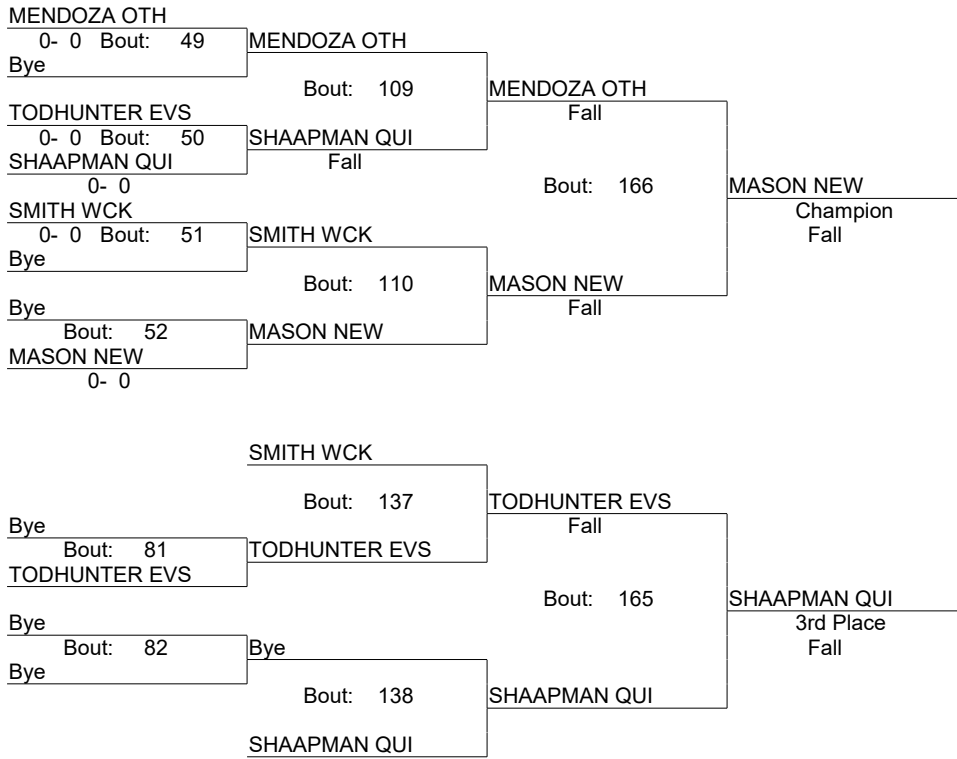 MENDOZA OTH
0- 0 Bout: 49 MENDOZA OTH
Bye
Bout: 109 MENDOZA OTH
TODHUNTER EVS Fall
0- 0 Bout: 50 SHAAPMAN QUI
SHAAPMAN QUI Fall
0- 0 Bout: 166 MASON NEW
SMITH WCK Champion
0- 0 Bout: 51 SMITH WCK Fall
Bye
Bout: 110 MASON NEW
Bye Fall
Bout: 52 MASON NEW
MASON NEW
0- 0
SMITH WCK
Bout: 137 TODHUNTER EVS
Bye Fall
Bout: 81 TODHUNTER EVS
TODHUNTER EVS
Bout: 165 SHAAPMAN QUI
Bye 3rd Place
Bout: 82 Bye Fall
Bye
Bout: 138 SHAAPMAN QUI
SHAAPMAN QUI